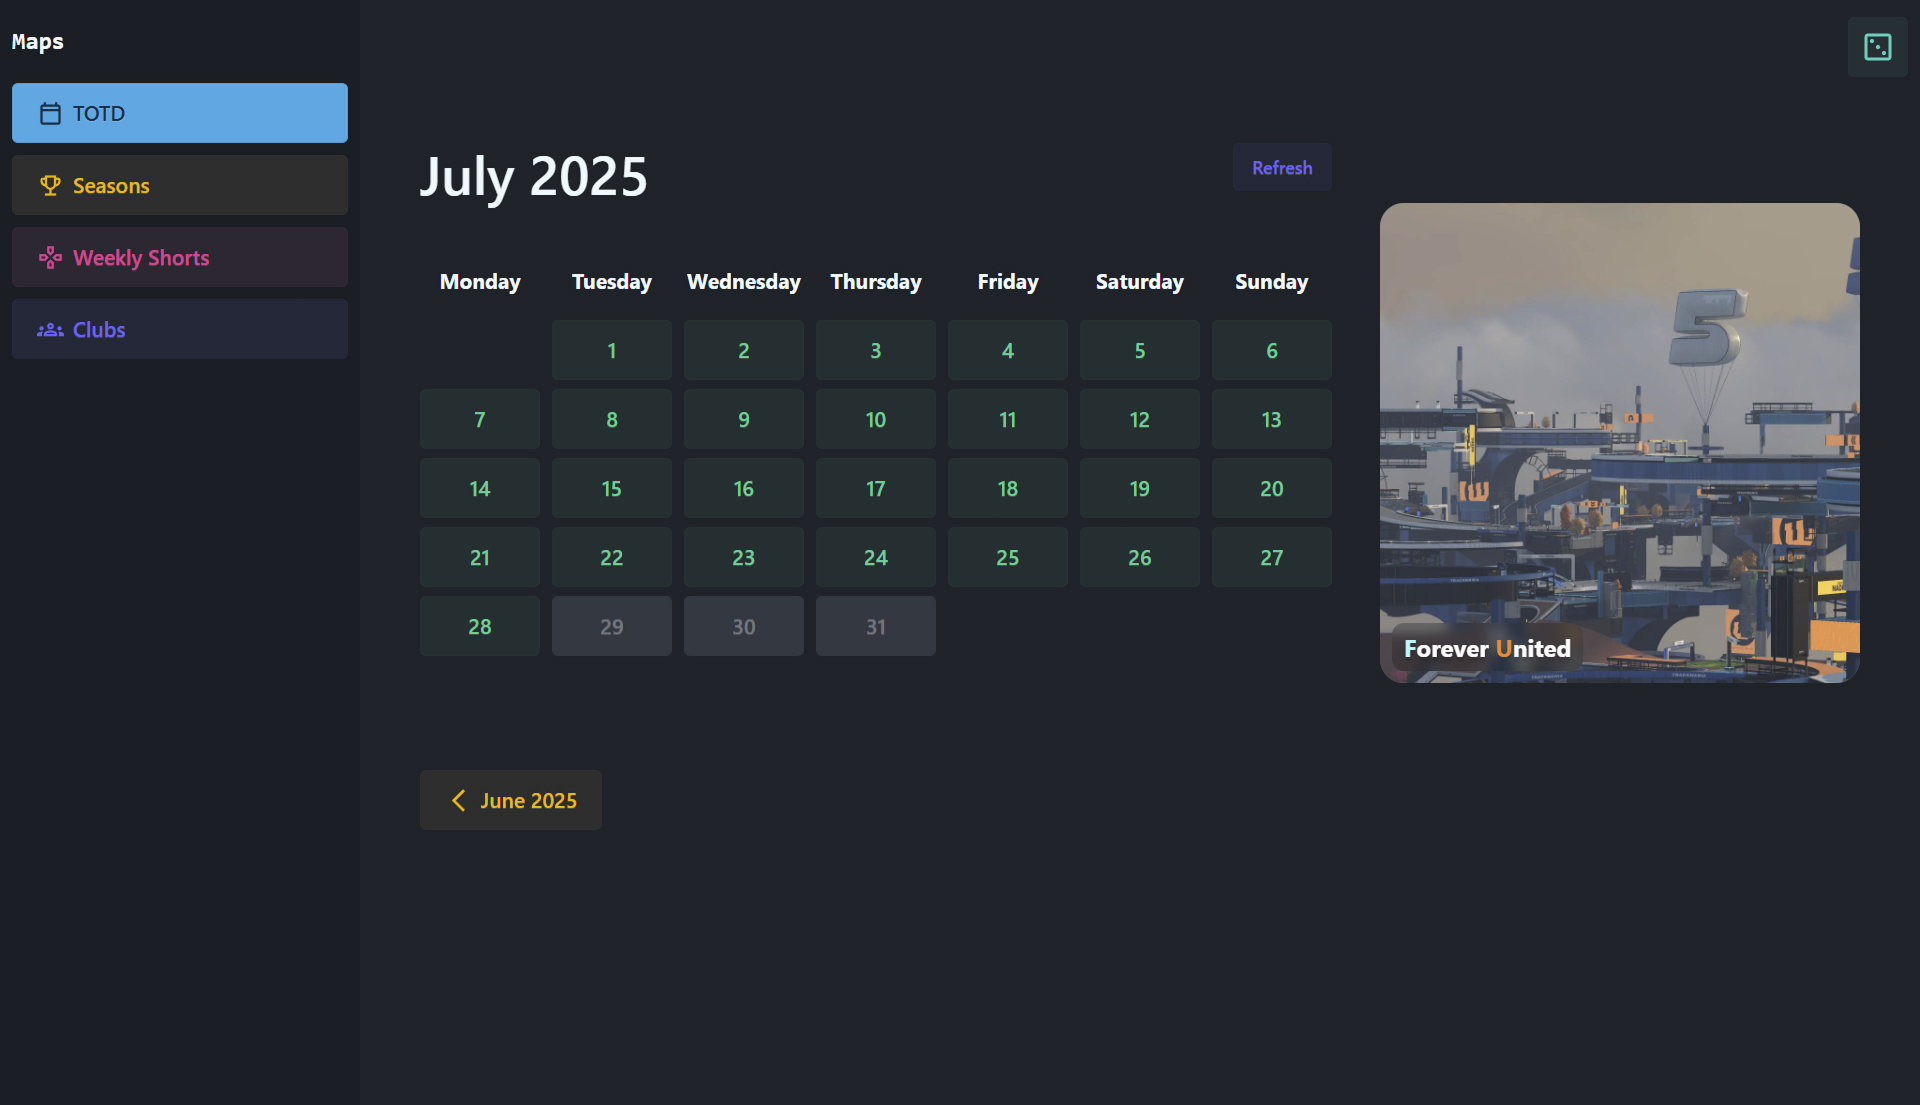 Maps
TOTD
Seasons
Weekly Shorts
Clubs
July 2025
Refresh
Monday Tuesday Wednesday Thursday Friday Saturday Sunday
1 2 3 4 5 6
7 8 9 10 11 12 13
14 15 16 17 18 19 20
21 22 23 24 25 26 27
28 29 30 31
5
Forever United
June 2025